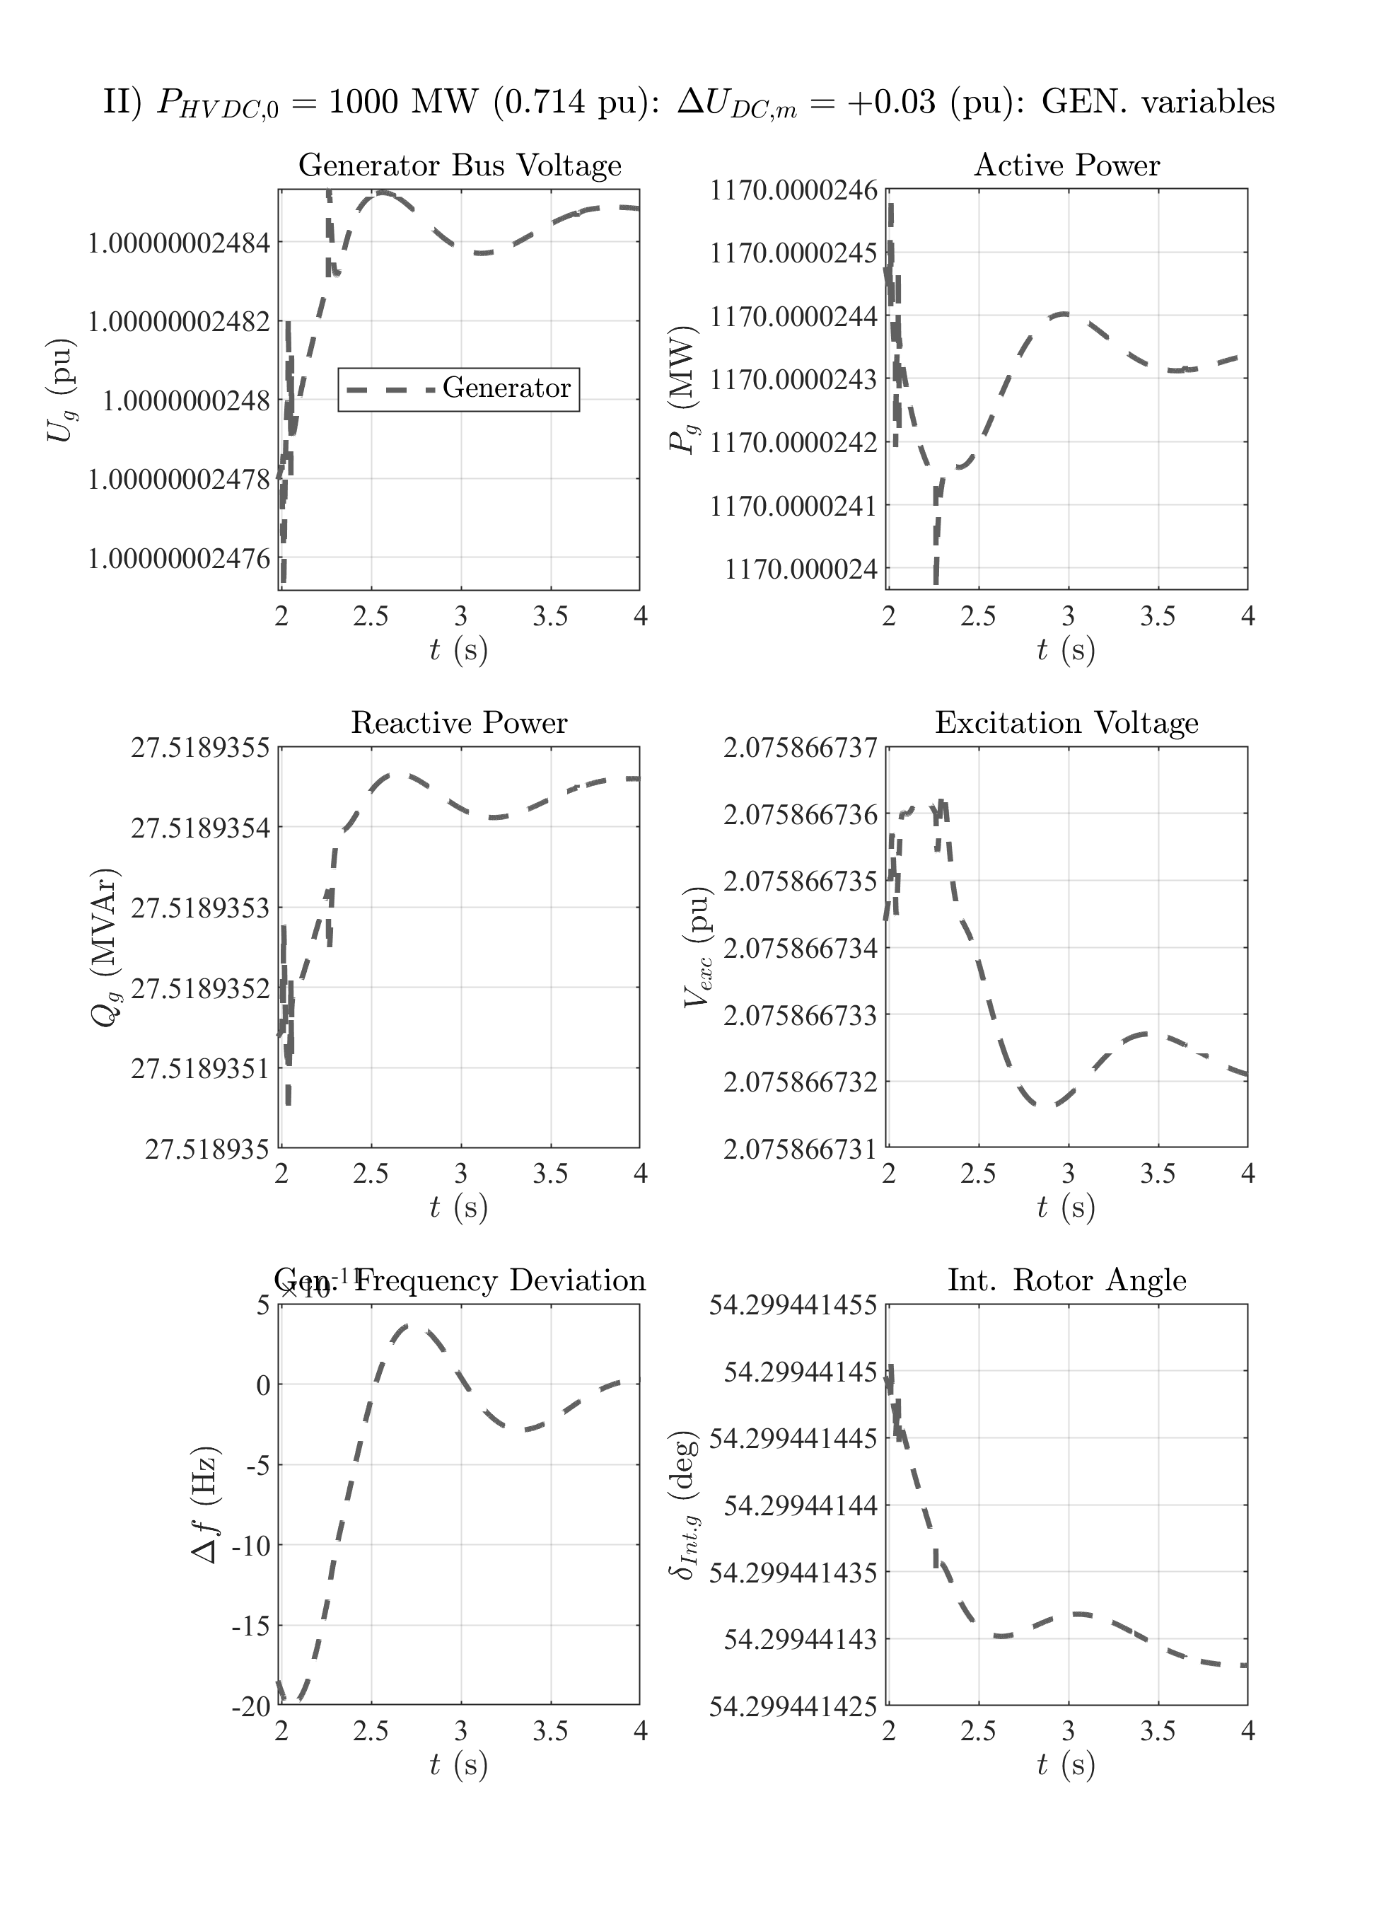 II) P_{HVDC,0} = 1000 MW (0.714 pu): ΔU_{DC,m} = +0.03 (pu): GEN. variables
Generator Bus Voltage
1.00000002484
1.00000002482
1.0000000248
1.00000002478
1.00000002476
U_g (pu)
Generator
2 2.5 3 3.5 4
t (s)
Active Power
1170.0000246
1170.0000245
1170.0000244
1170.0000243
1170.0000242
1170.0000241
1170.000024
P_g (MW)
2 2.5 3 3.5 4
t (s)
Reactive Power
27.5189355
27.5189354
27.5189353
27.5189352
27.5189351
27.518935
Q_g (MVAr)
2 2.5 3 3.5 4
t (s)
Excitation Voltage
2.075866737
2.075866736
2.075866735
2.075866734
2.075866733
2.075866732
2.075866731
V_{exc} (pu)
2 2.5 3 3.5 4
t (s)
Gen. Frequency Deviation
×10^{-11}
5
0
-5
-10
-15
-20
Δf (Hz)
2 2.5 3 3.5 4
t (s)
Int. Rotor Angle
54.299441455
54.29944145
54.299441445
54.29944144
54.299441435
54.29944143
54.299441425
δ_{Int.g} (deg)
2 2.5 3 3.5 4
t (s)